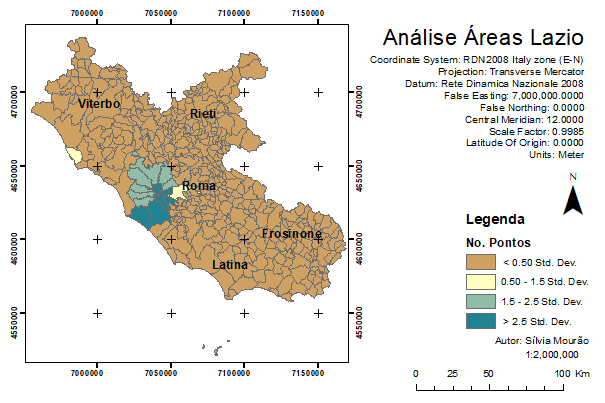 Análise Áreas Lazio
Coordinate System: RDN2008 Italy zone (E-N)
Projection: Transverse Mercator
Datum: Rete Dinamica Nazionale 2008
False Easting: 7,000,000.0000
False Northing: 0.0000
Central Meridian: 12.0000
Scale Factor: 0.9985
Latitude Of Origin: 0.0000
Units: Meter
7000000 7050000 7100000 7150000
4700000 4700000
4650000 4650000
4600000 4600000
4550000 4550000
Viterbo
Rieti
Roma
Frosinone
Latina
7000000 7050000 7100000 7150000
N
Legenda
No. Pontos
< 0.50 Std. Dev.
0.50 - 1.5 Std. Dev.
1.5 - 2.5 Std. Dev.
> 2.5 Std. Dev.
Autor: Sílvia Mourão
1:2,000,000
0 25 50 100 Km